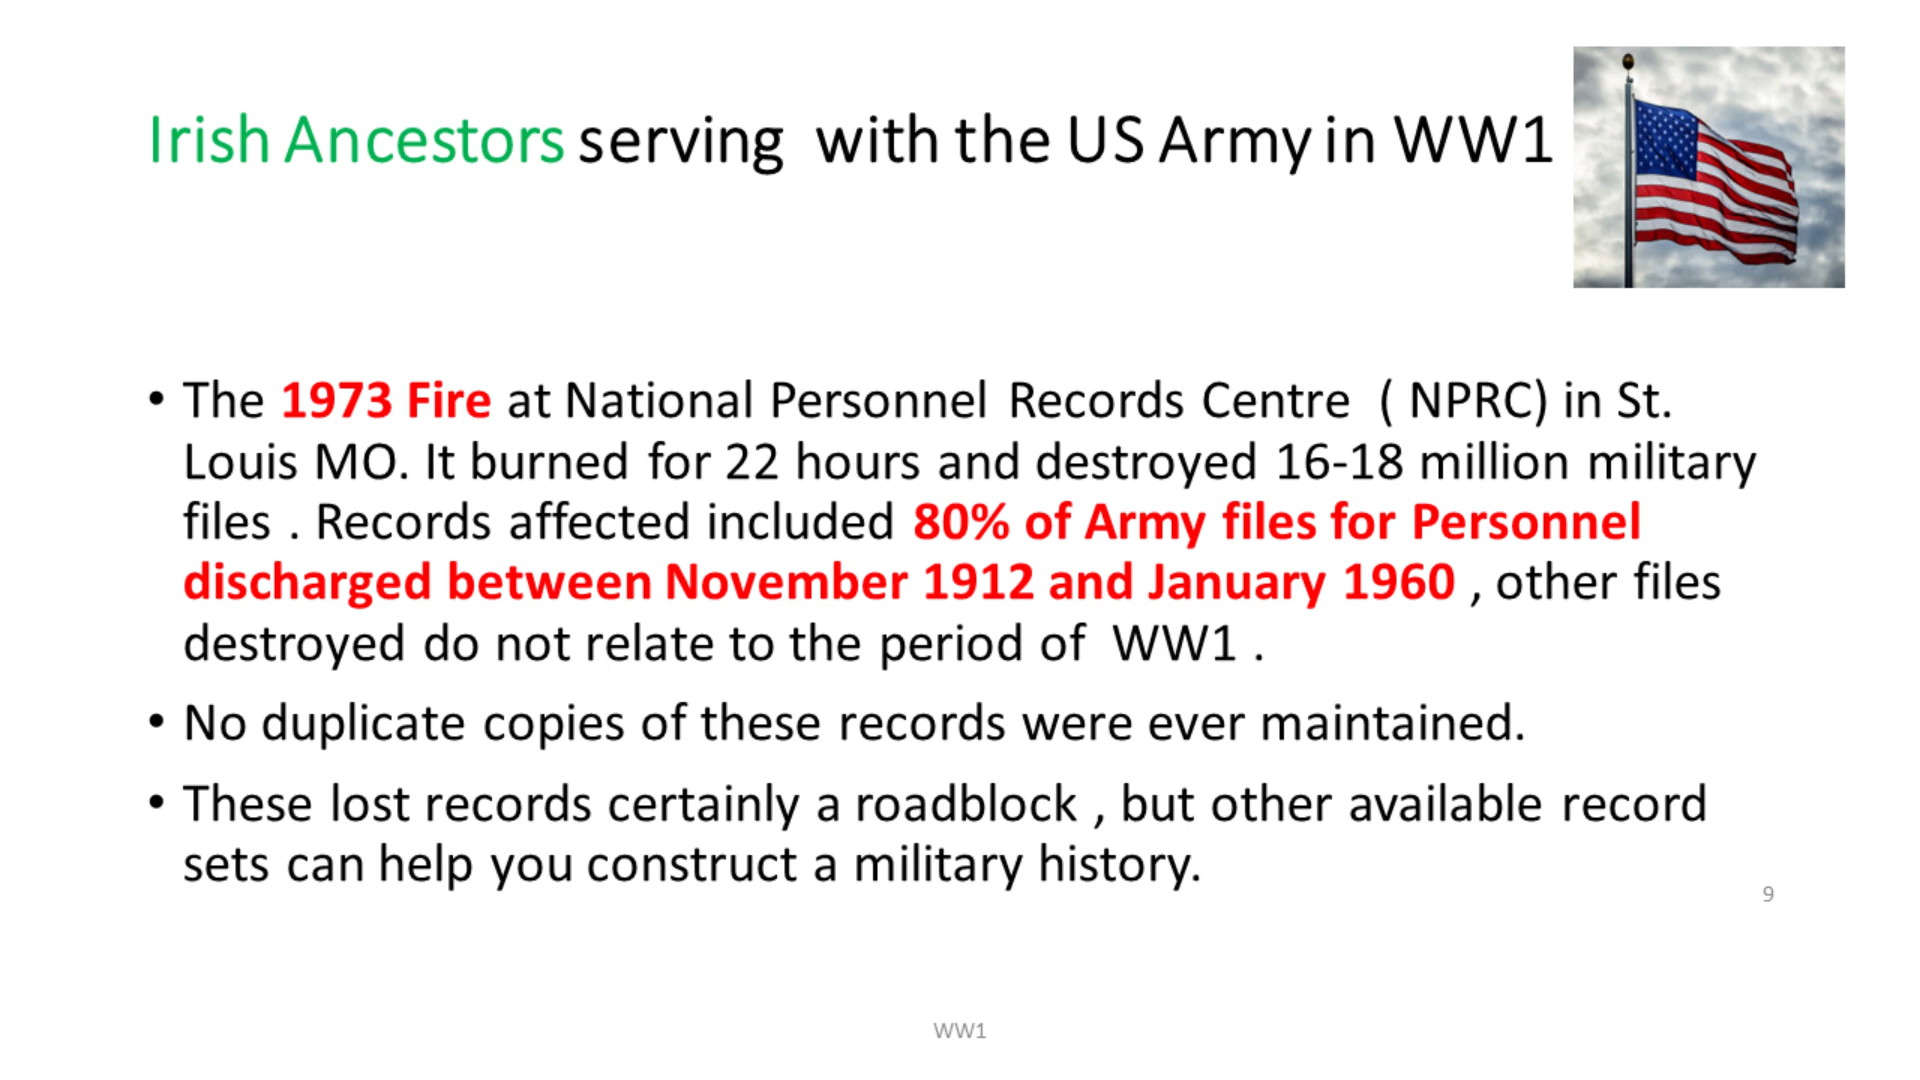 Irish Ancestors serving with the US Army in WW1
• The 1973 Fire at National Personnel Records Centre ( NPRC) in St.
Louis MO. It burned for 22 hours and destroyed 16-18 million military
files . Records affected included 80% of Army files for Personnel
discharged between November 1912 and January 1960 , other files
destroyed do not relate to the period of WW1 .
• No duplicate copies of these records were ever maintained.
• These lost records certainly a roadblock , but other available record
sets can help you construct a military history.
9
WW1